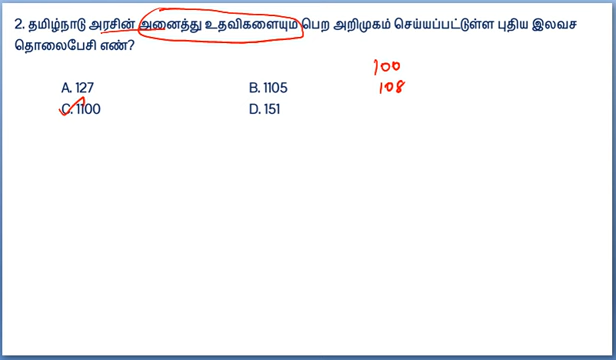 2. தமிழ்நாடு அரசின் அனைத்து உதவிகளையும் பெற அறிமுகம் செய்யப்பட்டுள்ள புதிய இலவச
தொலைபேசி எண்?
100
A. 127 B. 1105 108
C. 1100 D. 151